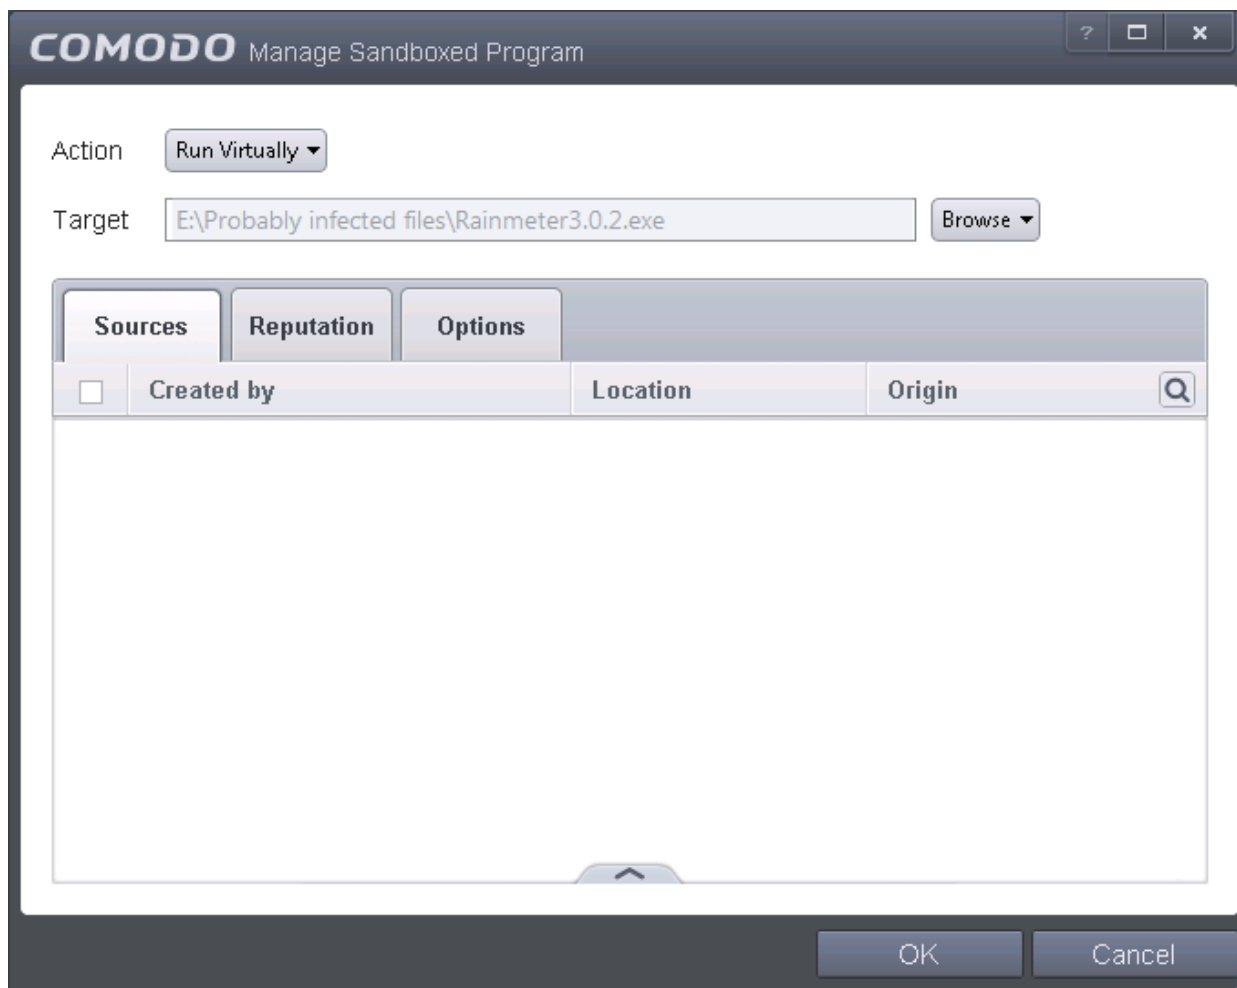 COMODO Manage Sandboxed Program ?
Action Run Virtually
Target E:\Probably infected files\Rainmeter3.0.2.exe Browse
Sources Reputation Options
Created by Location Origin
OK Cancel